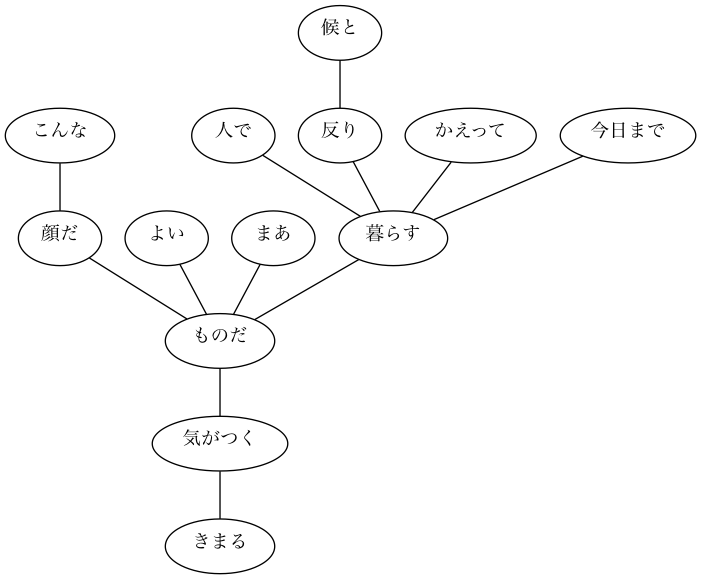 候と
こんな
人で
反り
かえって
今日まで
顔だ
よい
まあ
暮らす
ものだ
気がつく
きまる